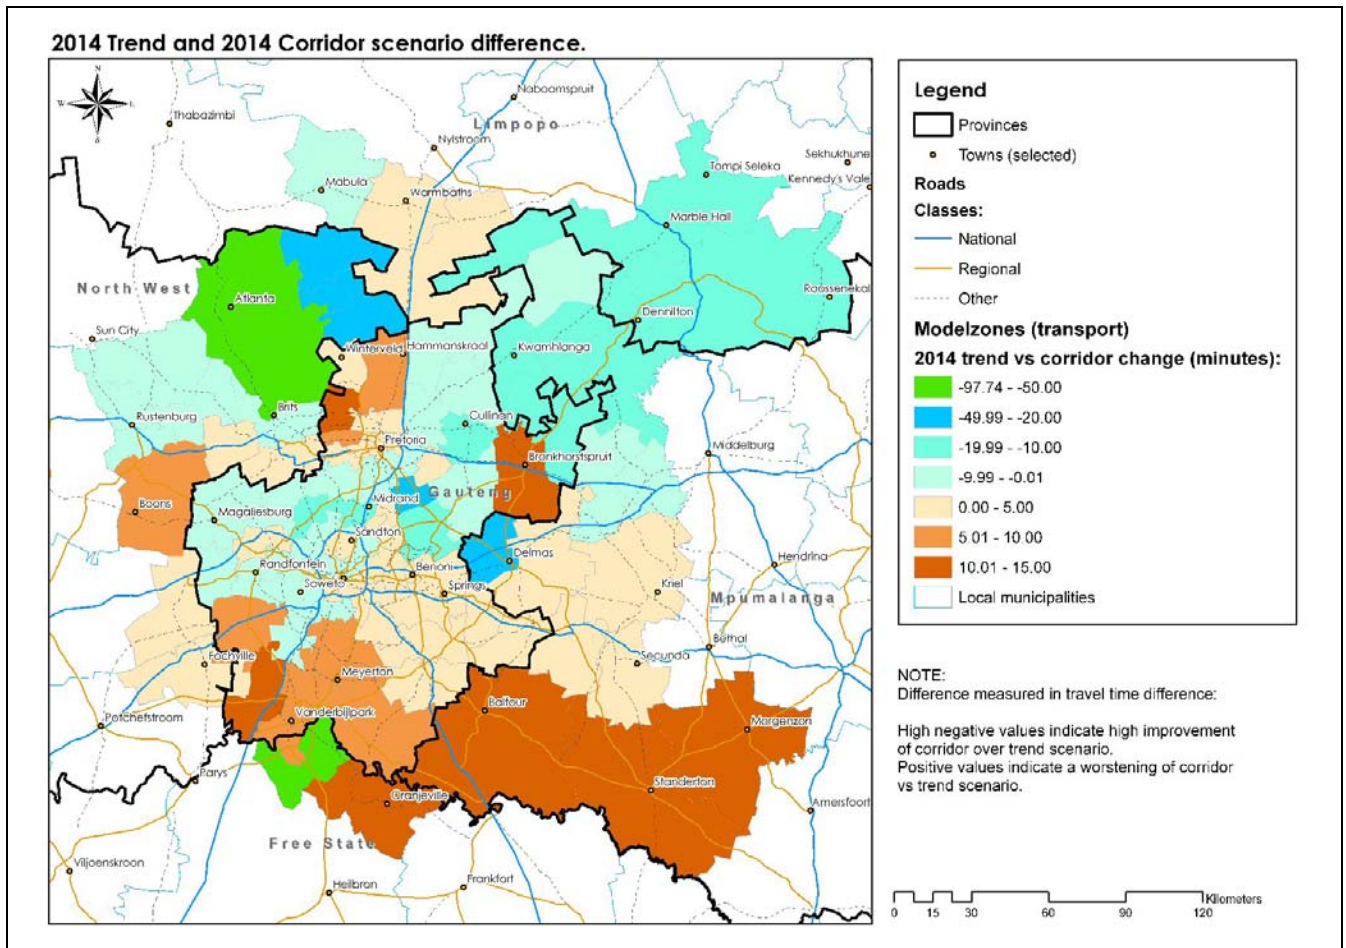 2014 Trend and 2014 Corridor scenario difference.
N
W
S
Naboomspruit
Thabazimbi
Limpopo
Nylstroom
Sekhukhune
Tompi Seleka
Kennedy's Vale
Mabula
Warmbaths
Marble Hall
North West
Atlanta
Roossenekal
Dennilton
Sun City
Winterveld
Hammanskraal
Kwamhlanga
Brits
Rustenburg
Cullinan
Pretoria
Middelburg
Bronkhorstspruit
Gauteng
Midrand
Boons
Magaliesburg
Sandton
Delmas
Hendrina
Randfontein
Benoni
Soweto
Springs
Kriel
Mpumalanga
Bethal
Fochville
Secunda
Meyerton
Balfour
Potchefstroom
Vanderbijlpark
Morgenzon
Parys
Standerton
Oranjeville
Amersfoort
Free State
Viljoenskroon
Heilbron
Frankfort
Legend
Provinces
Towns (selected)
Roads
Classes:
National
Regional
Other
Modelzones (transport)
2014 trend vs corridor change (minutes):
-97.74 - -50.00
-49.99 - -20.00
-19.99 - -10.00
-9.99 - -0.01
0.00 - 5.00
5.01 - 10.00
10.01 - 15.00
Local municipalities
NOTE:
Difference measured in travel time difference:
High negative values indicate high improvement
of corridor over trend scenario.
Positive values indicate a worstening of corridor
vs trend scenario.
Kilometers
0 15 30 60 90 120